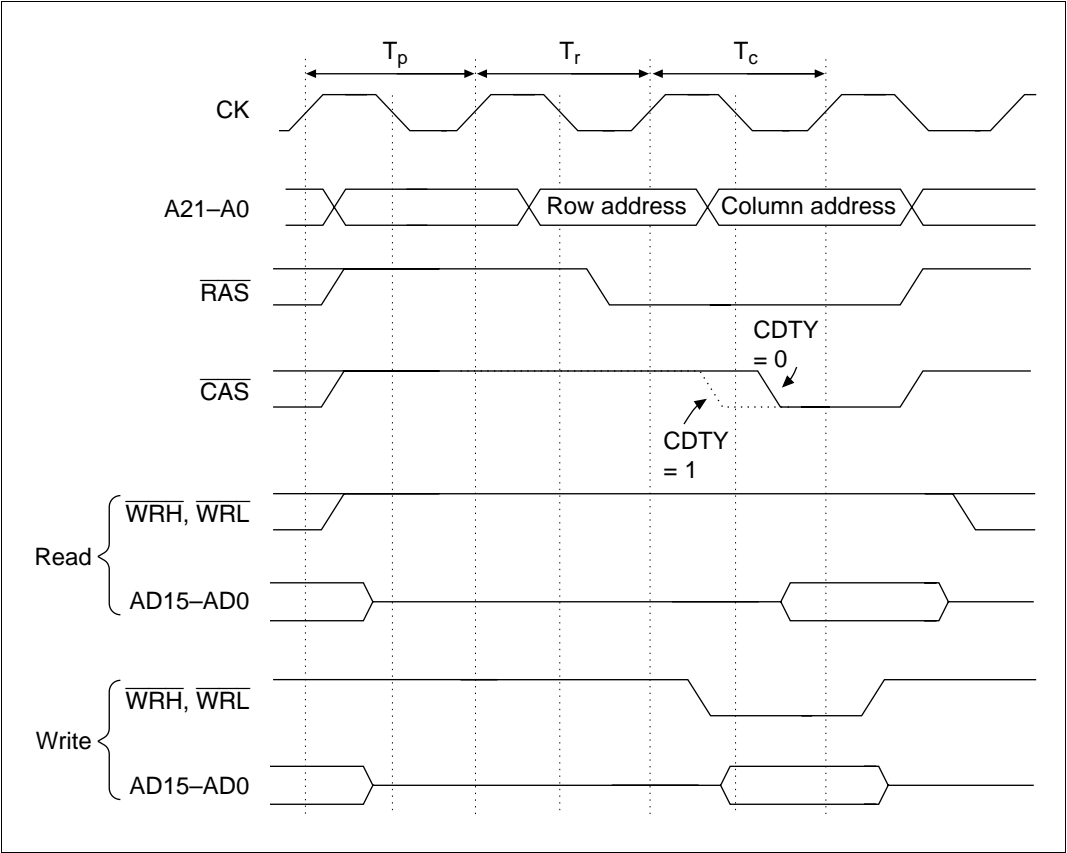 Tp
Tr
Tc
CK
A21–A0
Row address
Column address
RAS
CDTY
= 0
CAS
CDTY
= 1
WRH, WRL
Read
AD15–AD0
WRH, WRL
Write
AD15–AD0